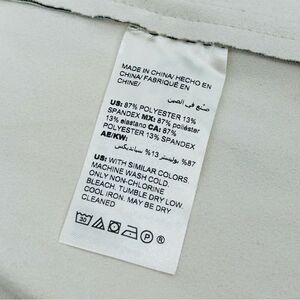 MADE IN CHINA/ HECHO EN
CHINA/ FABRIQUÉ EN
CHINE/
صنع في الصين
US: 87% POLYESTER 13%
SPANDEX MX: 87% poliéster
13% elastano CA: 87%
POLYESTER 13% SPANDEX
AE/KW:
87% بوليستر 13% سباندیکس
US: WITH SIMILAR COLORS,
MACHINE WASH COLD.
ONLY NON-CHLORINE
BLEACH. TUMBLE DRY LOW.
COOL IRON. MAY BE DRY
CLEANED
30 P ®